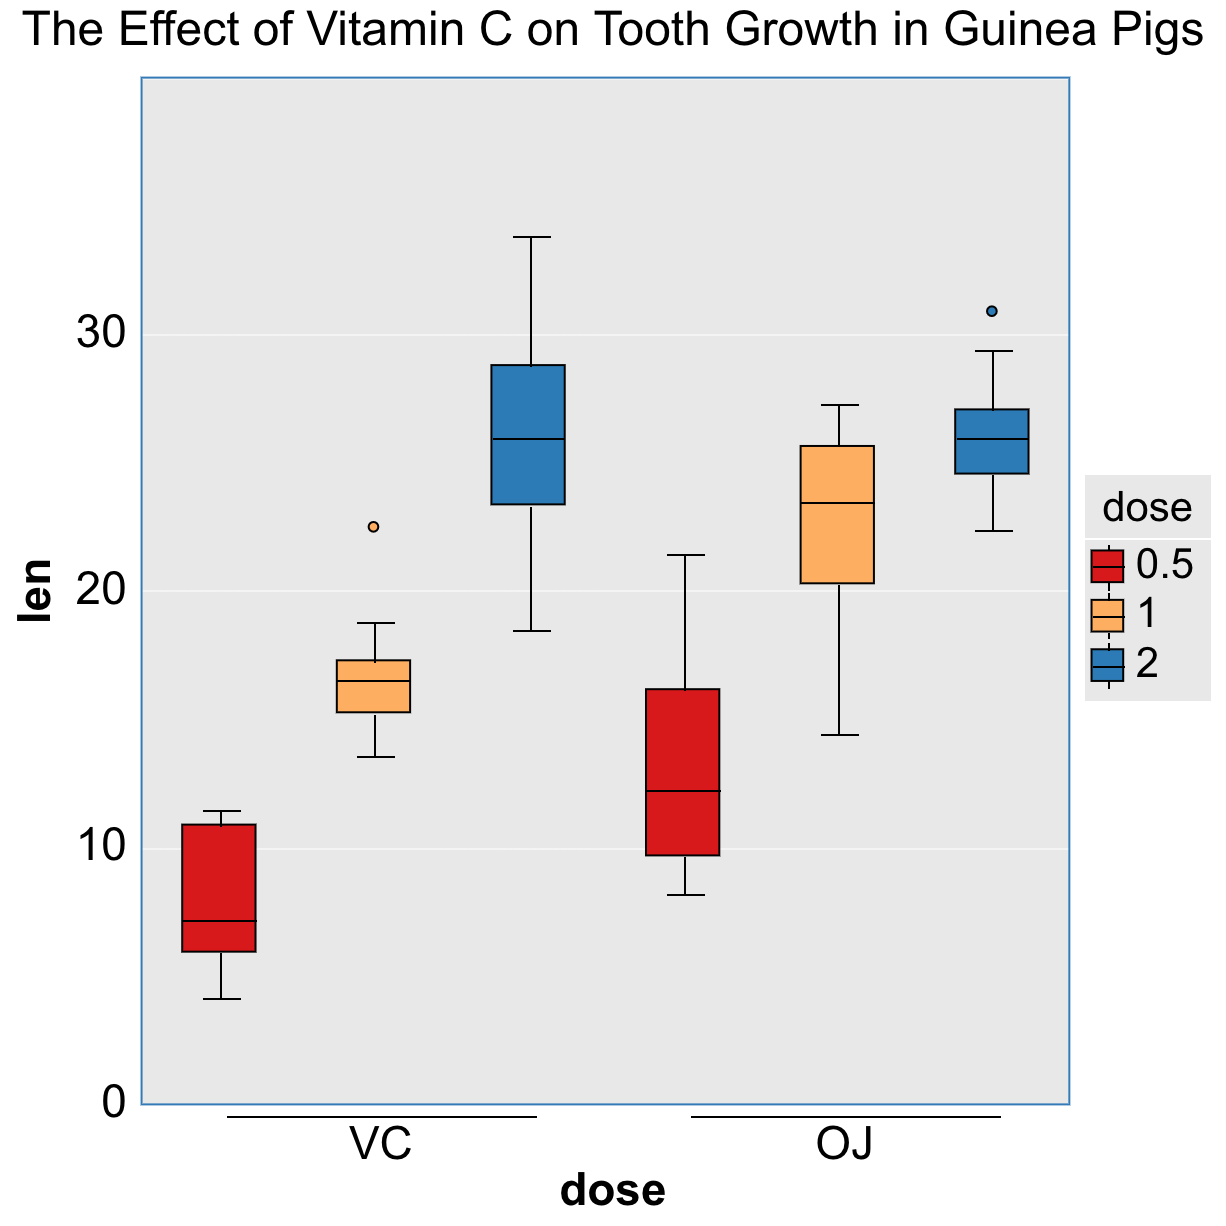 The Effect of Vitamin C on Tooth Growth in Guinea Pigs
len
30
20
10
0
VC
OJ
dose
dose
0.5
1
2